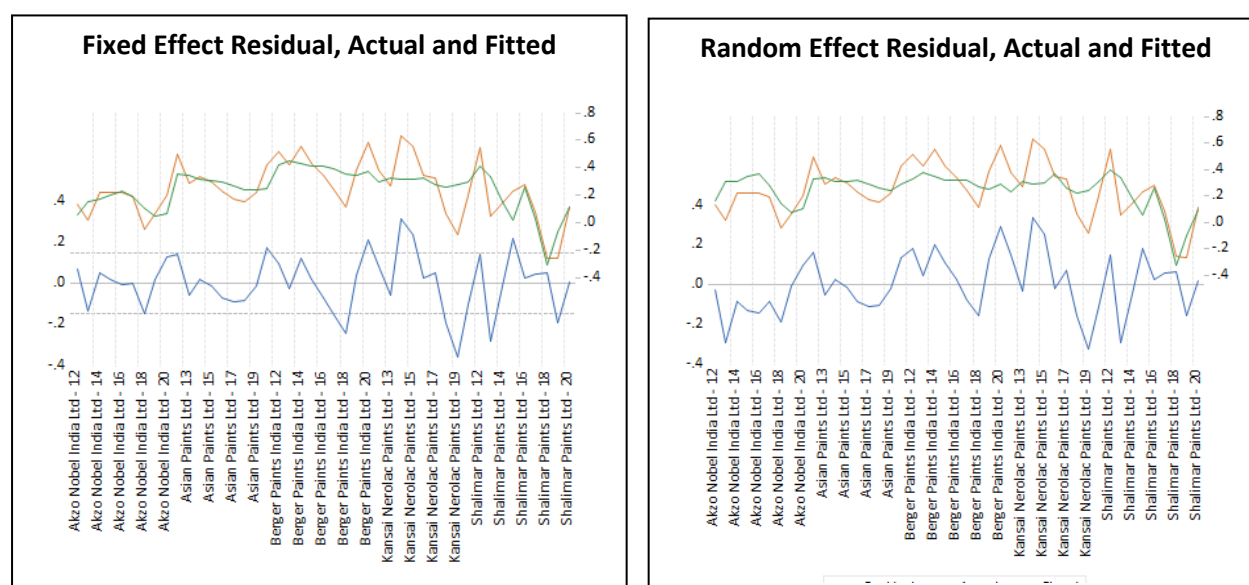 Fixed Effect Residual, Actual and Fitted
.8
.6
.4
.2
.0
-.2
-.4
.4
.2
.0
-.2
-.4
Akzo Nobel India Ltd - 12
Akzo Nobel India Ltd - 14
Akzo Nobel India Ltd - 16
Akzo Nobel India Ltd - 18
Akzo Nobel India Ltd - 20
Asian Paints Ltd - 13
Asian Paints Ltd - 15
Asian Paints Ltd - 17
Asian Paints Ltd - 19
Berger Paints India Ltd - 12
Berger Paints India Ltd - 14
Berger Paints India Ltd - 16
Berger Paints India Ltd - 18
Berger Paints India Ltd - 20
Kansai Nerolac Paints Ltd - 13
Kansai Nerolac Paints Ltd - 15
Kansai Nerolac Paints Ltd - 17
Kansai Nerolac Paints Ltd - 19
Shalimar Paints Ltd - 12
Shalimar Paints Ltd - 14
Shalimar Paints Ltd - 16
Shalimar Paints Ltd - 18
Shalimar Paints Ltd - 20
Random Effect Residual, Actual and Fitted
.8
.6
.4
.2
.0
-.2
-.4
.4
.2
.0
-.2
-.4
Akzo Nobel India Ltd - 12
Akzo Nobel India Ltd - 14
Akzo Nobel India Ltd - 16
Akzo Nobel India Ltd - 18
Akzo Nobel India Ltd - 20
Asian Paints Ltd - 13
Asian Paints Ltd - 15
Asian Paints Ltd - 17
Asian Paints Ltd - 19
Berger Paints India Ltd - 12
Berger Paints India Ltd - 14
Berger Paints India Ltd - 16
Berger Paints India Ltd - 18
Berger Paints India Ltd - 20
Kansai Nerolac Paints Ltd - 13
Kansai Nerolac Paints Ltd - 15
Kansai Nerolac Paints Ltd - 17
Kansai Nerolac Paints Ltd - 19
Shalimar Paints Ltd - 12
Shalimar Paints Ltd - 14
Shalimar Paints Ltd - 16
Shalimar Paints Ltd - 18
Shalimar Paints Ltd - 20